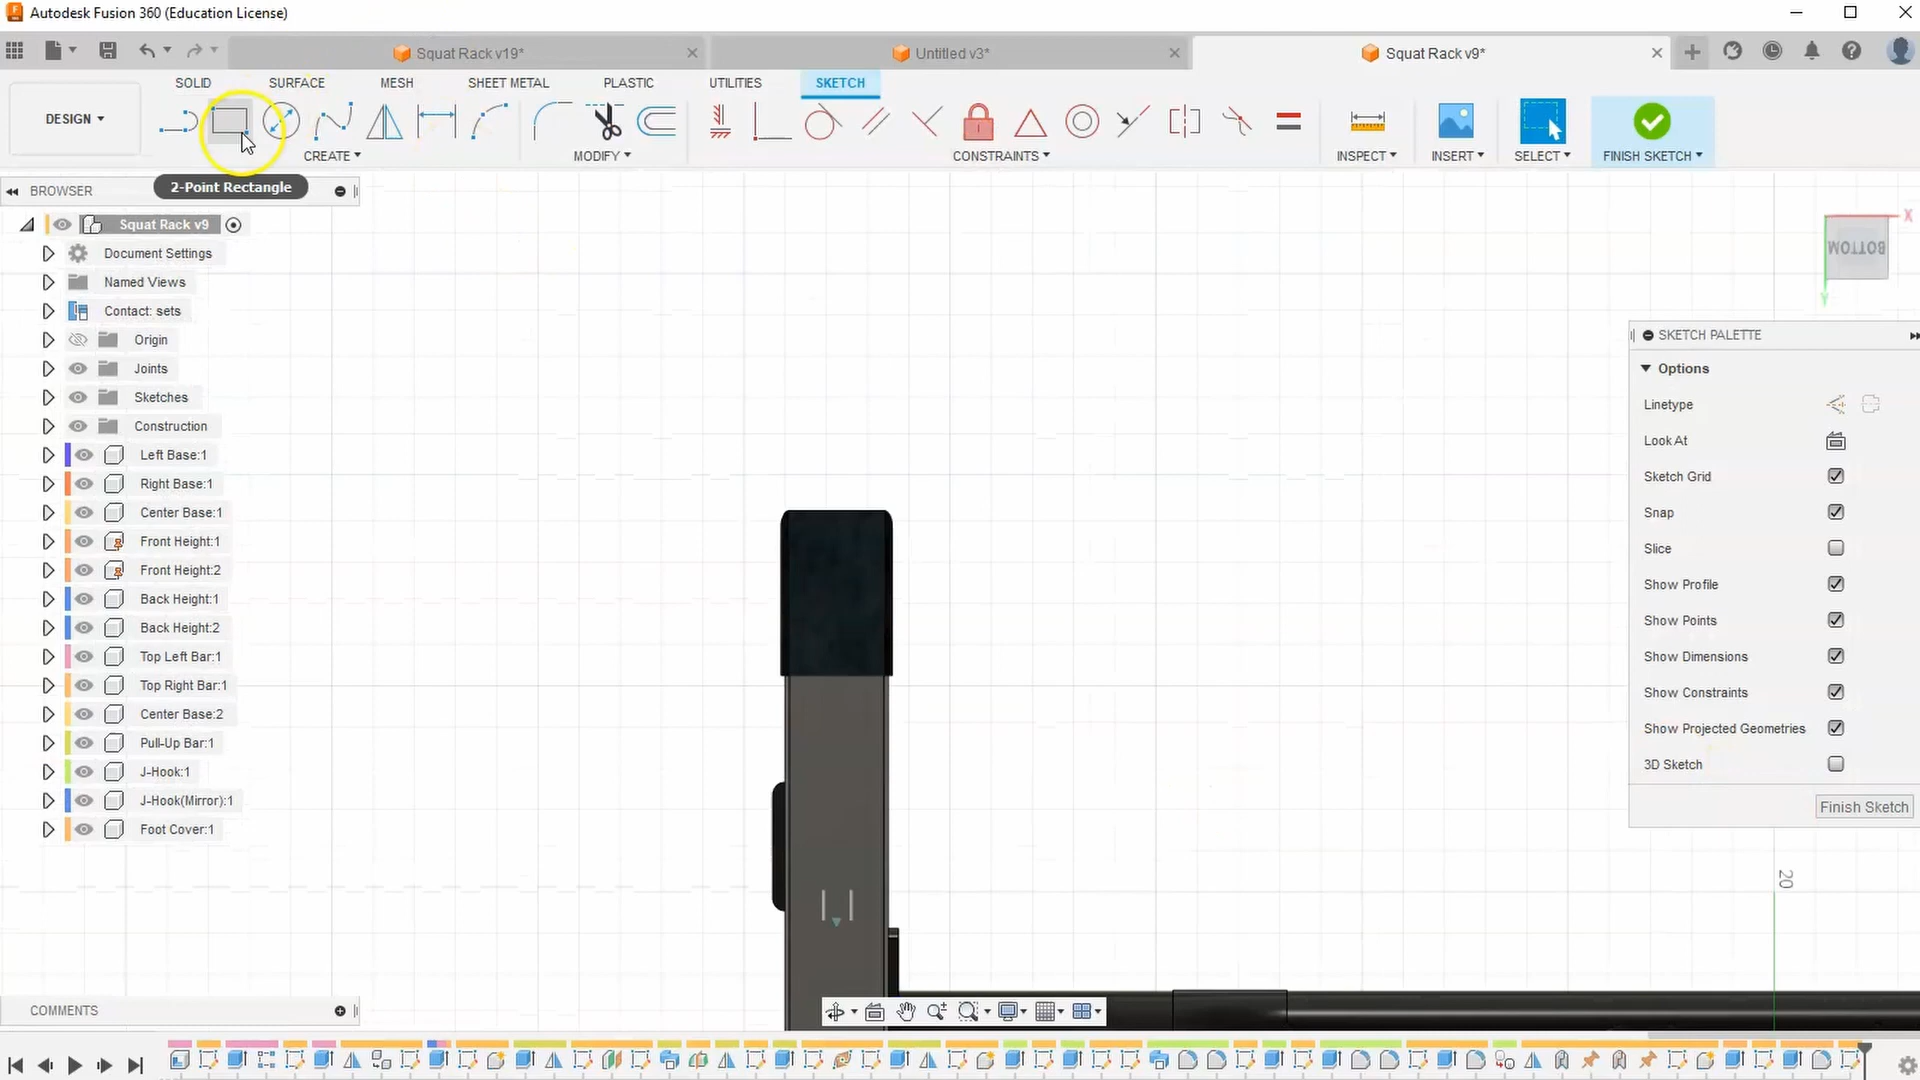 Autodesk Fusion 360 (Education License)
Squat Rack v19*
Untitled v3*
Squat Rack v9*
SOLID
SURFACE
MESH
SHEET METAL
PLASTIC
UTILITIES
SKETCH
DESIGN
CREATE
MODIFY
CONSTRAINTS
INSPECT
INSERT
SELECT
FINISH SKETCH
BROWSER
2-Point Rectangle
Squat Rack v9
Document Settings
Named Views
Contact: sets
Origin
Joints
Sketches
Construction
Left Base:1
Right Base:1
Center Base:1
Front Height:1
Front Height:2
Back Height:1
Back Height:2
Top Left Bar:1
Top Right Bar:1
Center Base:2
Pull-Up Bar:1
J-Hook:1
J-Hook(Mirror):1
Foot Cover:1
X
BOTTOM
Y
SKETCH PALETTE
Options
Linetype
Look At
Sketch Grid
Snap
Slice
Show Profile
Show Points
Show Dimensions
Show Constraints
Show Projected Geometries
3D Sketch
Finish Sketch
20
COMMENTS